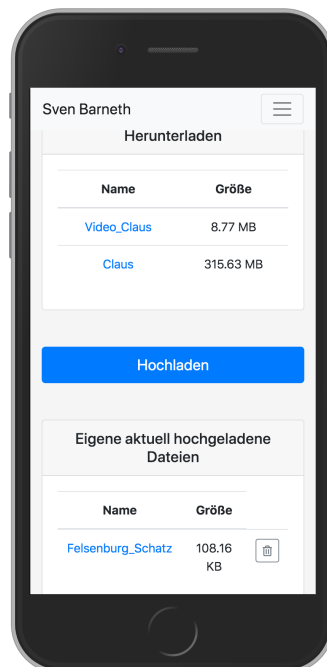 Sven Barneth
Herunterladen
Name Größe
Video_Claus 8.77 MB
Claus 315.63 MB
Hochladen
Eigene aktuell hochgeladene
Dateien
Name Größe
Felsenburg_Schatz 108.16
KB